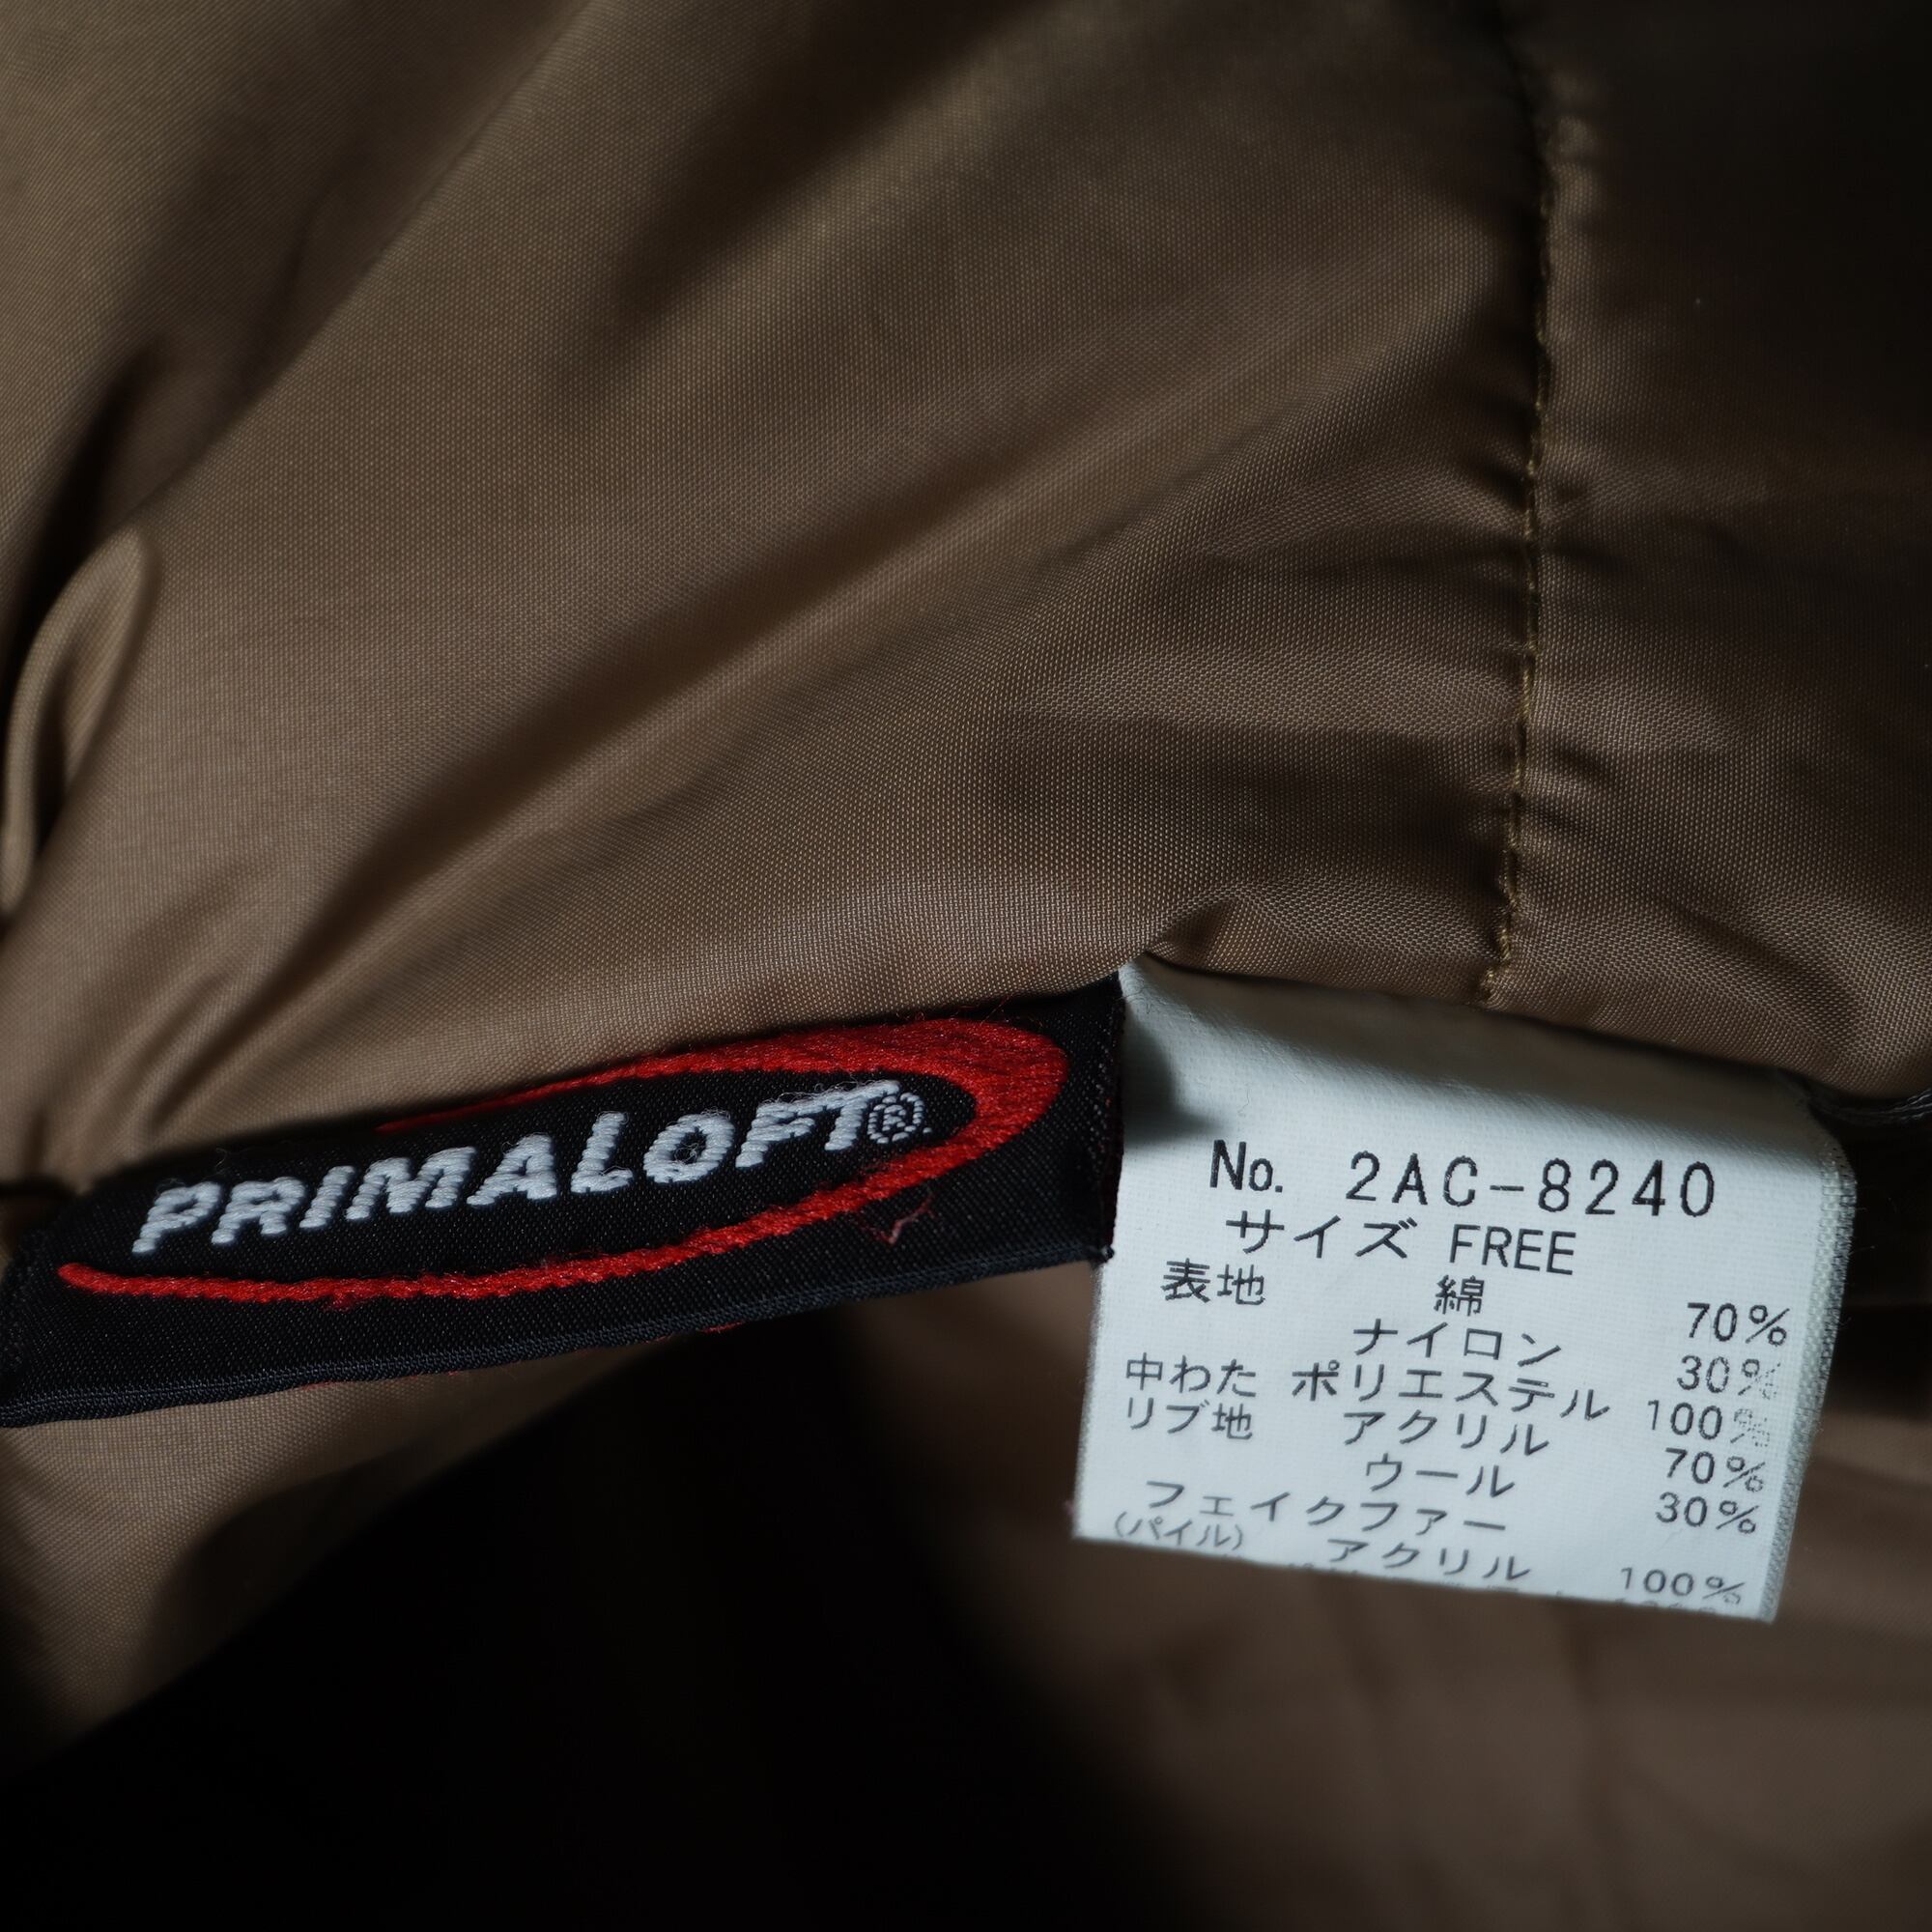 PRIMALOFT®
No. 2AC-8240
サイズ FREE
表地 綿 70%
ナイロン 30%
中わた ポリエステル 100%
リブ地 アクリル 70%
ウール 30%
フェイクファー
(パイル) アクリル 100%